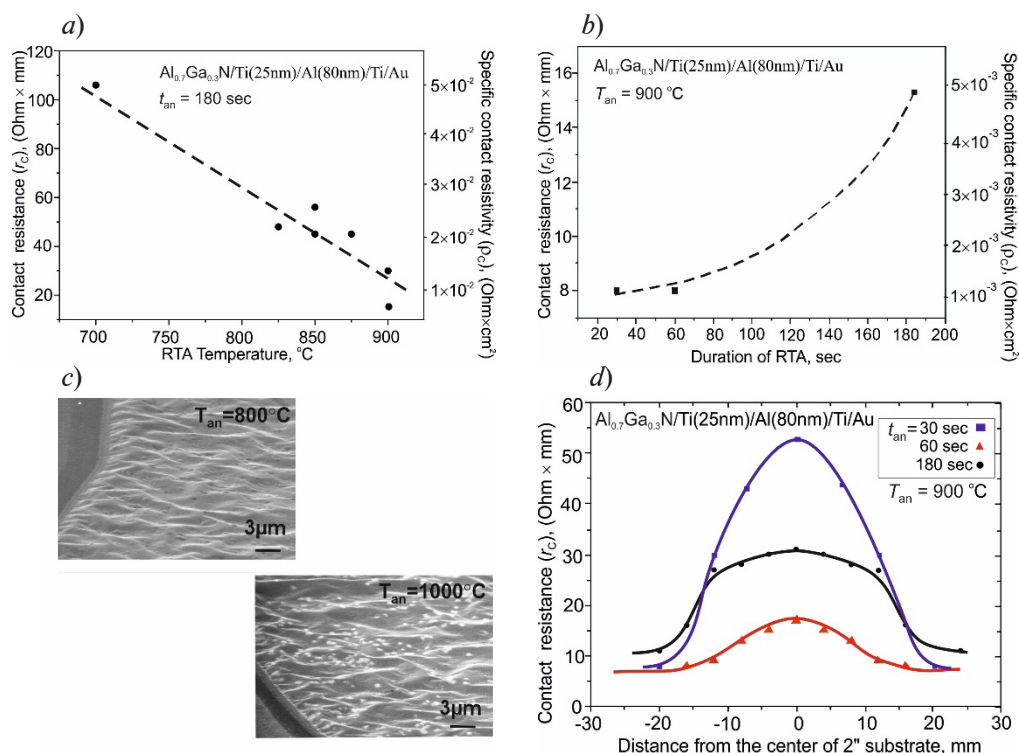 a)
Al0.7Ga0.3N/Ti(25nm)/Al(80nm)/Ti/Au
tan = 180 sec
Contact resistance (rC), (Ohm × mm)
120
100
80
60
40
20
Specific contact resistivity (ρC), (Ohm×cm²)
5×10⁻²
4×10⁻²
3×10⁻²
2×10⁻²
1×10⁻²
700 750 800 850 900
RTA Temperature, °C
b)
Al0.7Ga0.3N/Ti(25nm)/Al(80nm)/Ti/Au
Tan = 900 °C
Contact resistance (rC), (Ohm × mm)
16
14
12
10
8
Specific contact resistivity (ρC), (Ohm×cm²)
5×10⁻³
4×10⁻³
3×10⁻³
2×10⁻³
1×10⁻³
20 40 60 80 100 120 140 160 180 200
Duration of RTA, sec
c)
Tan=800°C
3µm
Tan=1000°C
3µm
d)
Al0.7Ga0.3N/Ti(25nm)/Al(80nm)/Ti/Au
tan = 30 sec
60 sec
180 sec
Tan = 900 °C
Contact resistance (rC), (Ohm × mm)
60
50
40
30
20
10
0
-30 -20 -10 0 10 20 30
Distance from the center of 2" substrate, mm